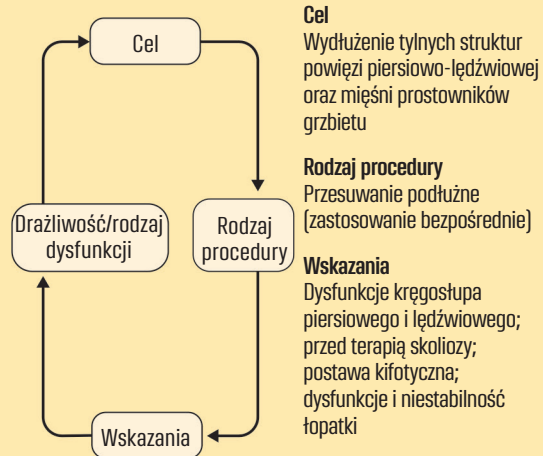 Cel
Rodzaj
procedury
Wskazania
Drażliwość/rodzaj
dysfunkcji
Cel
Wydłużenie tylnych struktur
powięzi piersiowo-lędźwiowej
oraz mięśni prostowników
grzbietu
Rodzaj procedury
Przesuwanie podłużne
(zastosowanie bezpośrednie)
Wskazania
Dysfunkcje kręgosłupa
piersiowego i lędźwiowego;
przed terapią skoliozy;
postawa kifotyczna;
dysfunkcje i niestabilność
łopatki